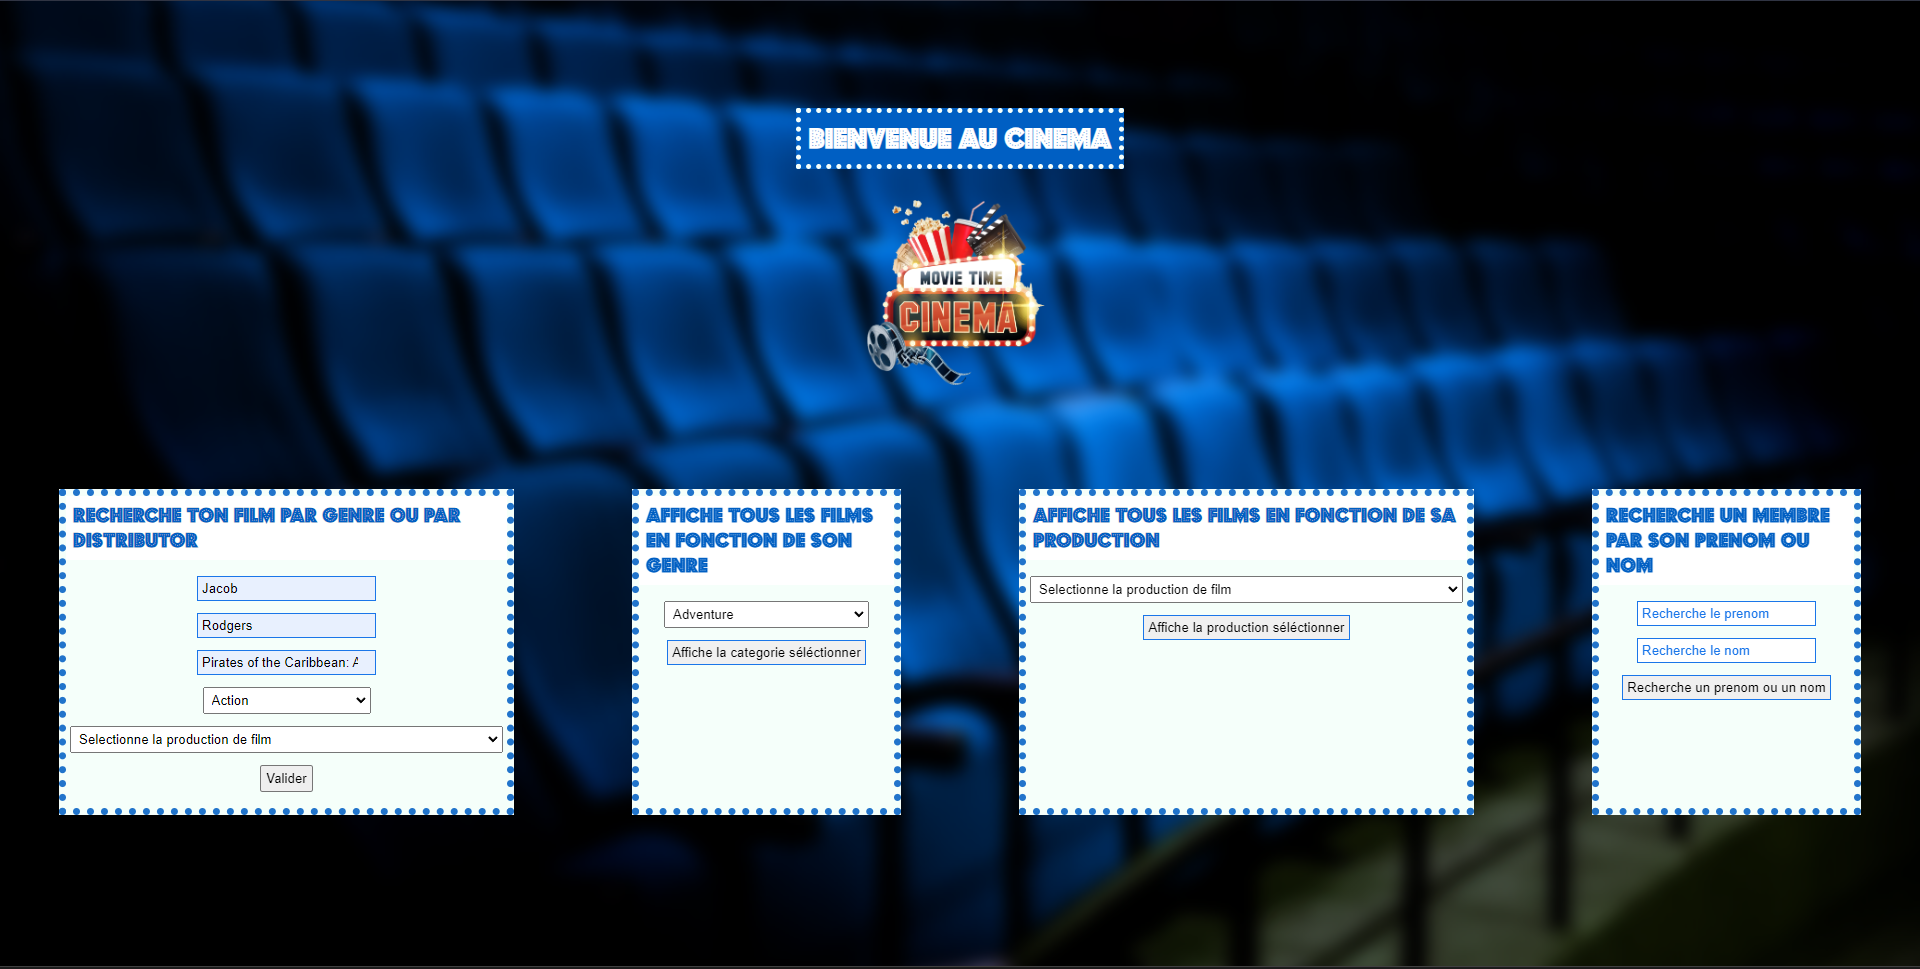 BIENVENUE AU CINEMA
MOVIE TIME
CINEMA
RECHERCHE TON FILM PAR GENRE OU PAR
DISTRIBUTOR
Jacob
Rodgers
Pirates of the Caribbean:
Action
Selectionne la production de film
Valider
AFFICHE TOUS LES FILMS
EN FONCTION DE SON
GENRE
Adventure
Affiche la categorie séléctionner
AFFICHE TOUS LES FILMS EN FONCTION DE SA
PRODUCTION
Selectionne la production de film
Affiche la production séléctionner
RECHERCHE UN MEMBRE
PAR SON PRENOM OU
NOM
Recherche le prenom
Recherche le nom
Recherche un prenom ou un nom